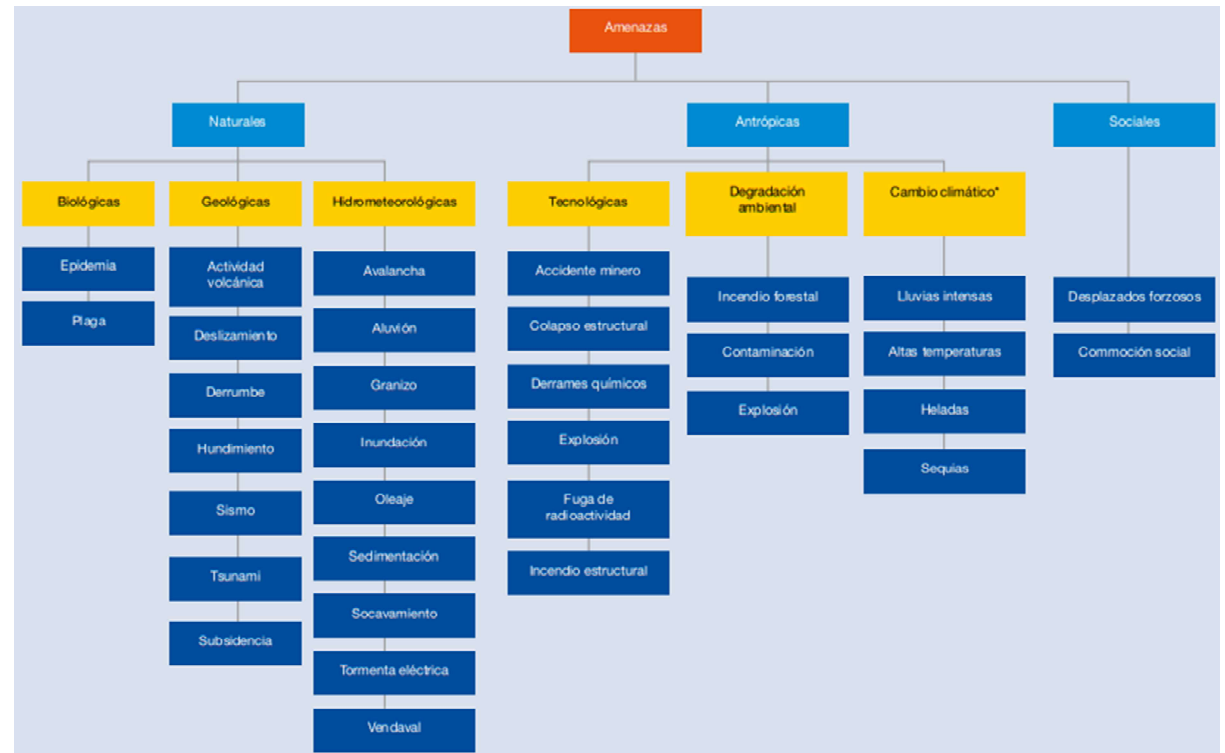 Amenazas
Naturales
Antrópicas
Sociales
Biológicas
Geológicas
Hidrometeorológicas
Tecnológicas
Degradación
ambiental
Cambio climático*
Epidemia
Plaga
Actividad
volcánica
Deslizamiento
Derrumbe
Hundimiento
Sismo
Tsunami
Subsidencia
Avalancha
Aluvión
Granizo
Inundación
Oleaje
Sedimentación
Socavamiento
Tormenta eléctrica
Vendaval
Accidente minero
Colapso estructural
Derrames químicos
Explosión
Fuga de
radioactividad
Incendio estructural
Incendio forestal
Contaminación
Explosión
Lluvias intensas
Altas temperaturas
Heladas
Sequias
Desplazados forzosos
Commoción social